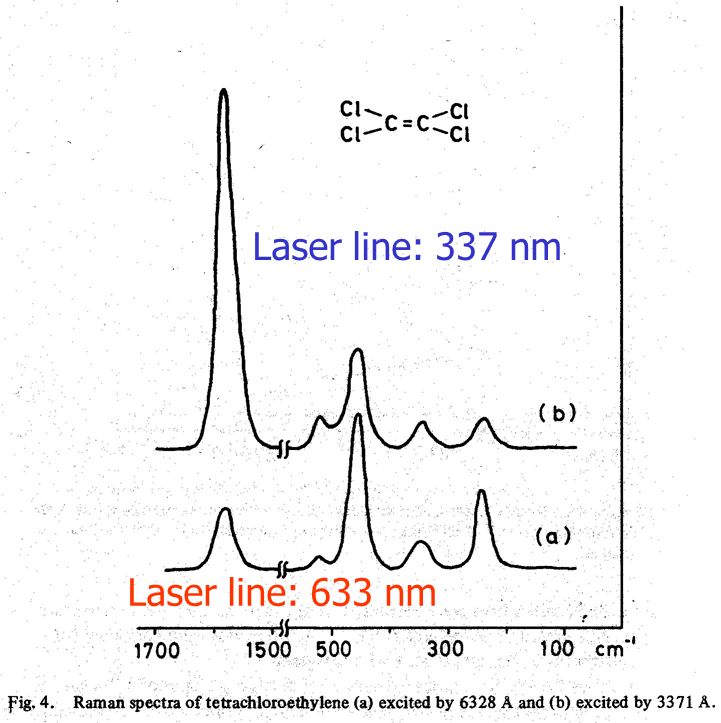 Cl Cl
C=C
Cl Cl
Laser line: 337 nm
(b)
(a)
Laser line: 633 nm
1700 1500 500 300 100 cm⁻¹
Fig. 4. Raman spectra of tetrachloroethylene (a) excited by 6328 Å and (b) excited by 3371 Å.